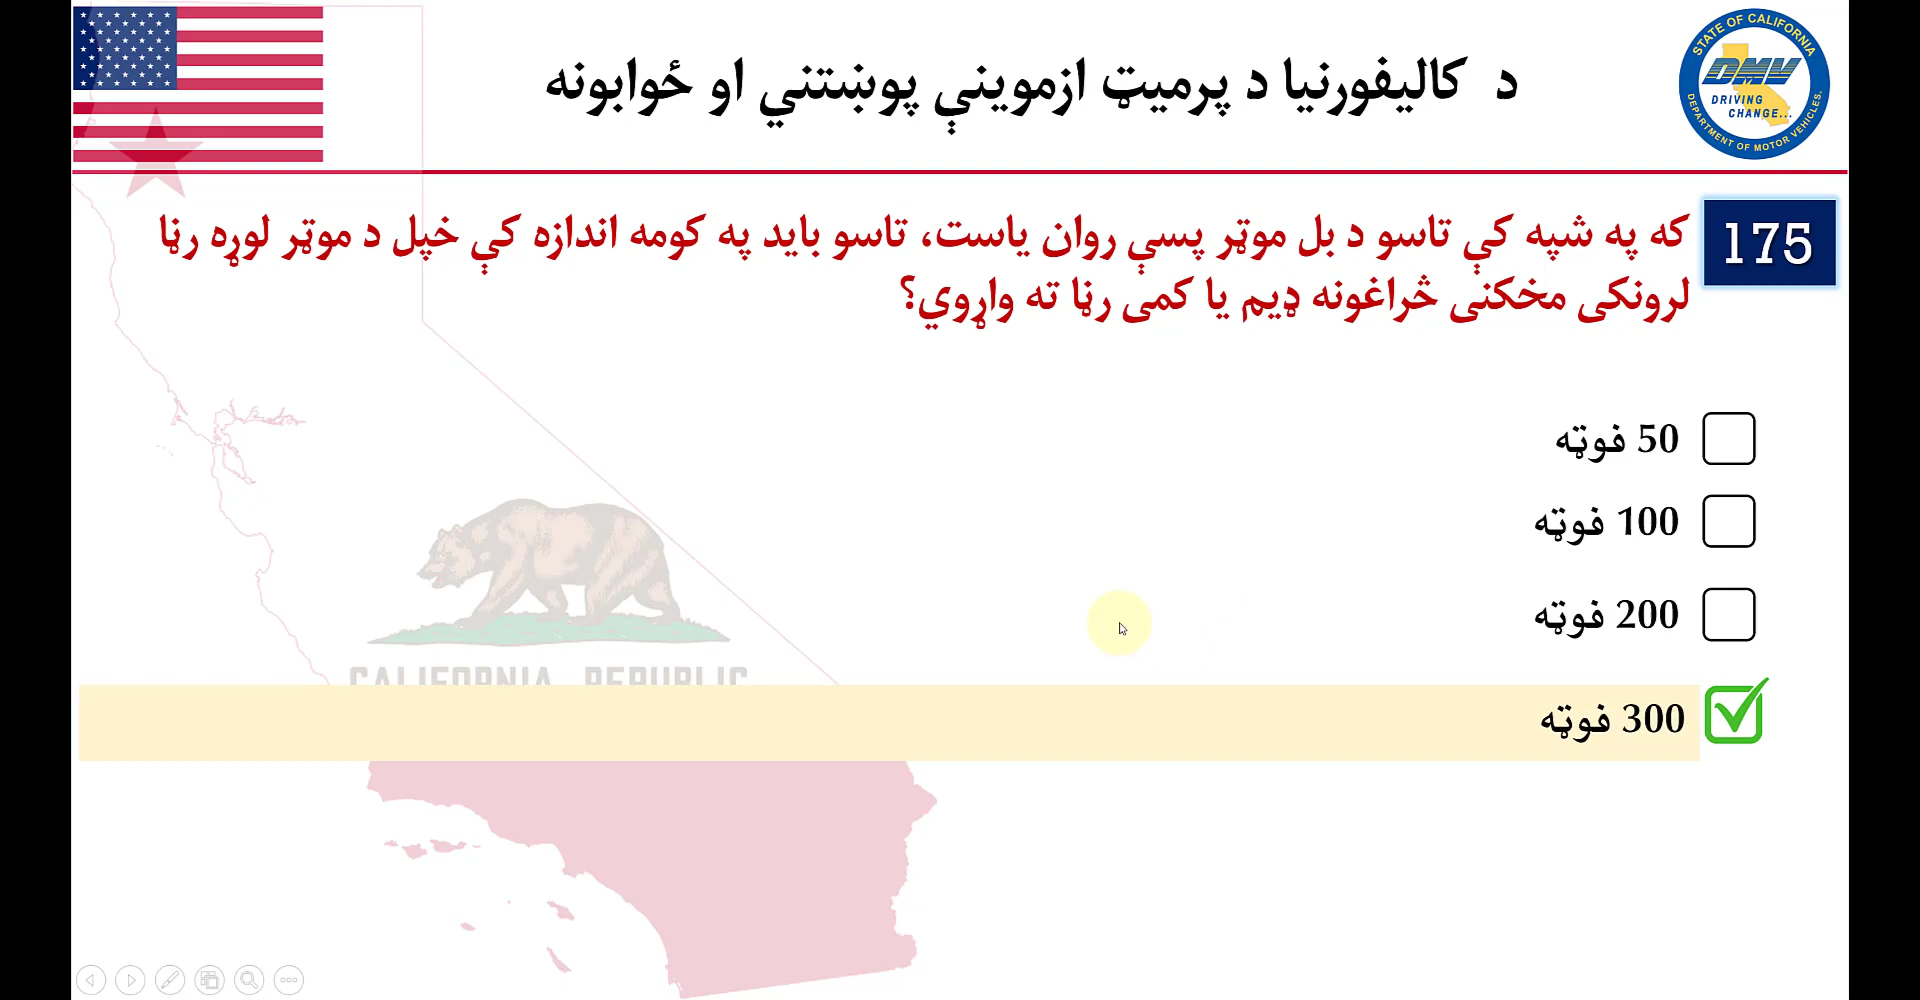 د کالیفورنیا د پرمیټ ازموینې پوښتني او ځوابونه
STATE OF CALIFORNIA
DMV
DRIVING
CHANGE...
DEPARTMENT OF MOTOR VEHICLES,
175
که په شپه کې تاسو د بل موټر پسې روان یاست، تاسو باید په کومه اندازه کې خپل د موټر لوړه رڼا
لرونکی مخکنی څراغونه ډیم یا کمی رڼا ته واړوي؟
50 فوټه
100 فوټه
200 فوټه
CALIFORNIA REPUBLIC
300 فوټه